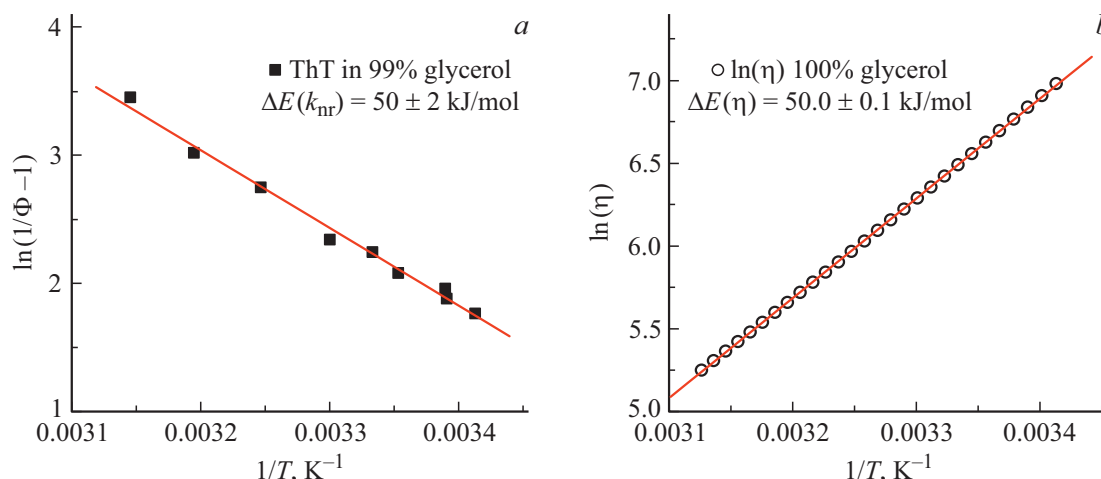 a
4
3
2
1
ln(1/Φ −1)
■ ThT in 99% glycerol
ΔE(k_nr) = 50 ± 2 kJ/mol
0.0031 0.0032 0.0033 0.0034
1/T, K⁻¹
b
7.0
6.5
6.0
5.5
5.0
ln(η)
○ ln(η) 100% glycerol
ΔE(η) = 50.0 ± 0.1 kJ/mol
0.0031 0.0032 0.0033 0.0034
1/T, K⁻¹